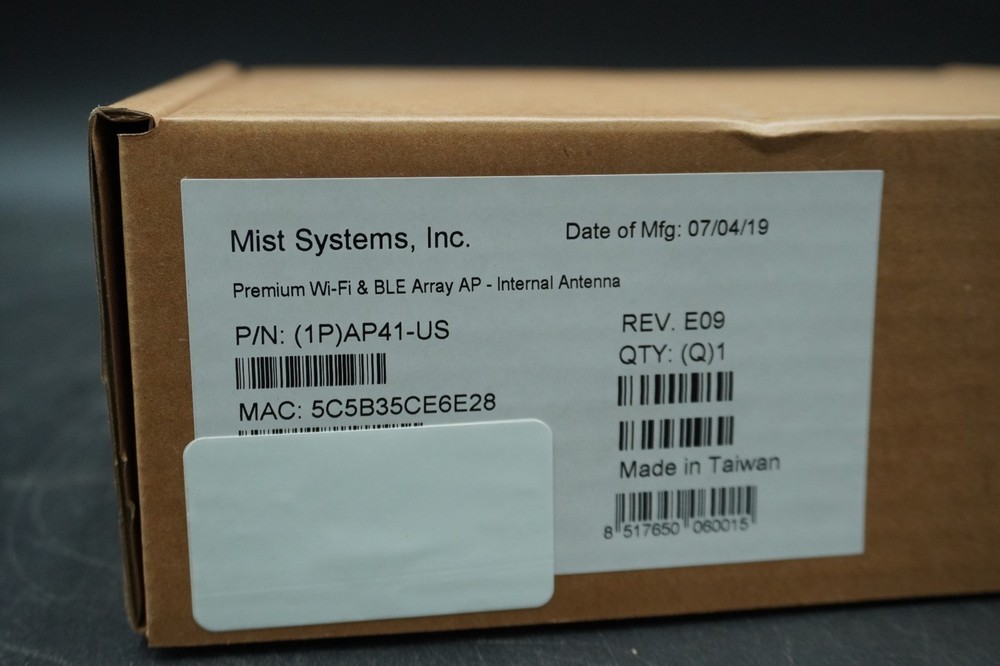 Mist Systems, Inc.
Date of Mfg: 07/04/19
Premium Wi-Fi & BLE Array AP - Internal Antenna
P/N: (1P)AP41-US
REV. E09
QTY: (Q)1
MAC: 5C5B35CE6E28
Made in Taiwan
8 517650 060015